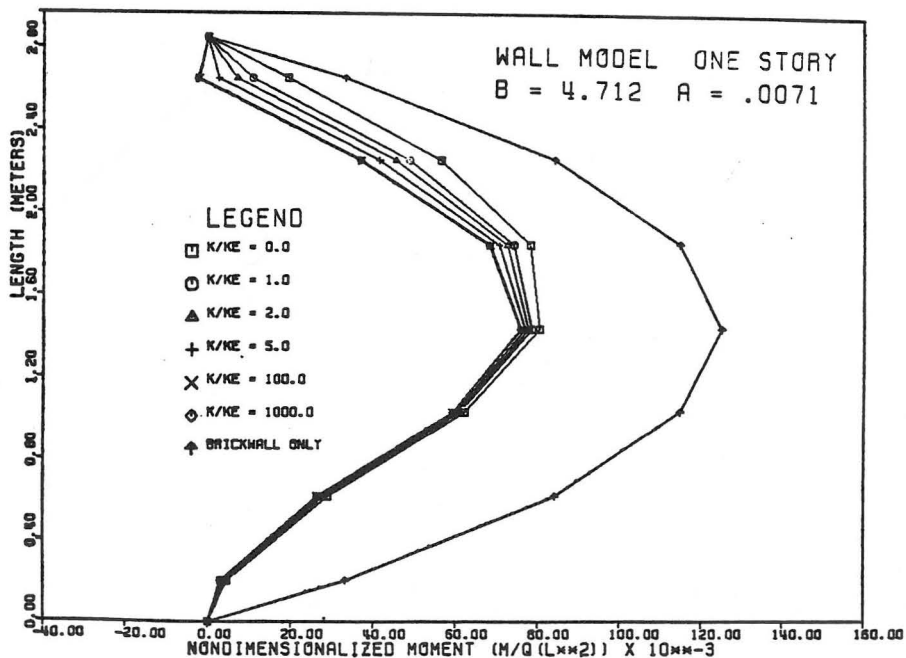 WALL MODEL ONE STORY
B = 4.712 A = .0071
LENGTH (METERS)
2.80
2.40
2.00
1.60
1.20
0.80
0.40
0.00
LEGEND
K/KE = 0.0
K/KE = 1.0
K/KE = 2.0
K/KE = 5.0
K/KE = 100.0
K/KE = 1000.0
BRICKWALL ONLY
-40.00 -20.00 0.00 20.00 40.00 60.00 80.00 100.00 120.00 140.00 160
NONDIMENSIONALIZED MOMENT (M/Q(L**2)) X 10**-3